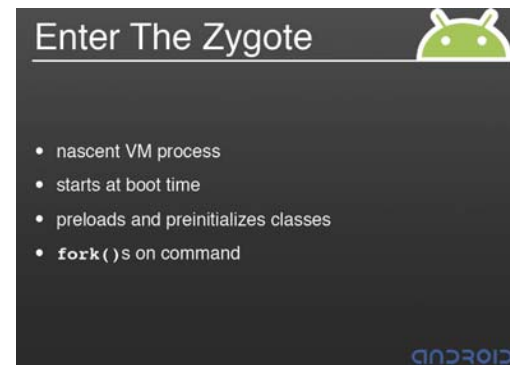 Enter The Zygote
• nascent VM process
• starts at boot time
• preloads and preinitializes classes
• fork()s on command
ANDROID